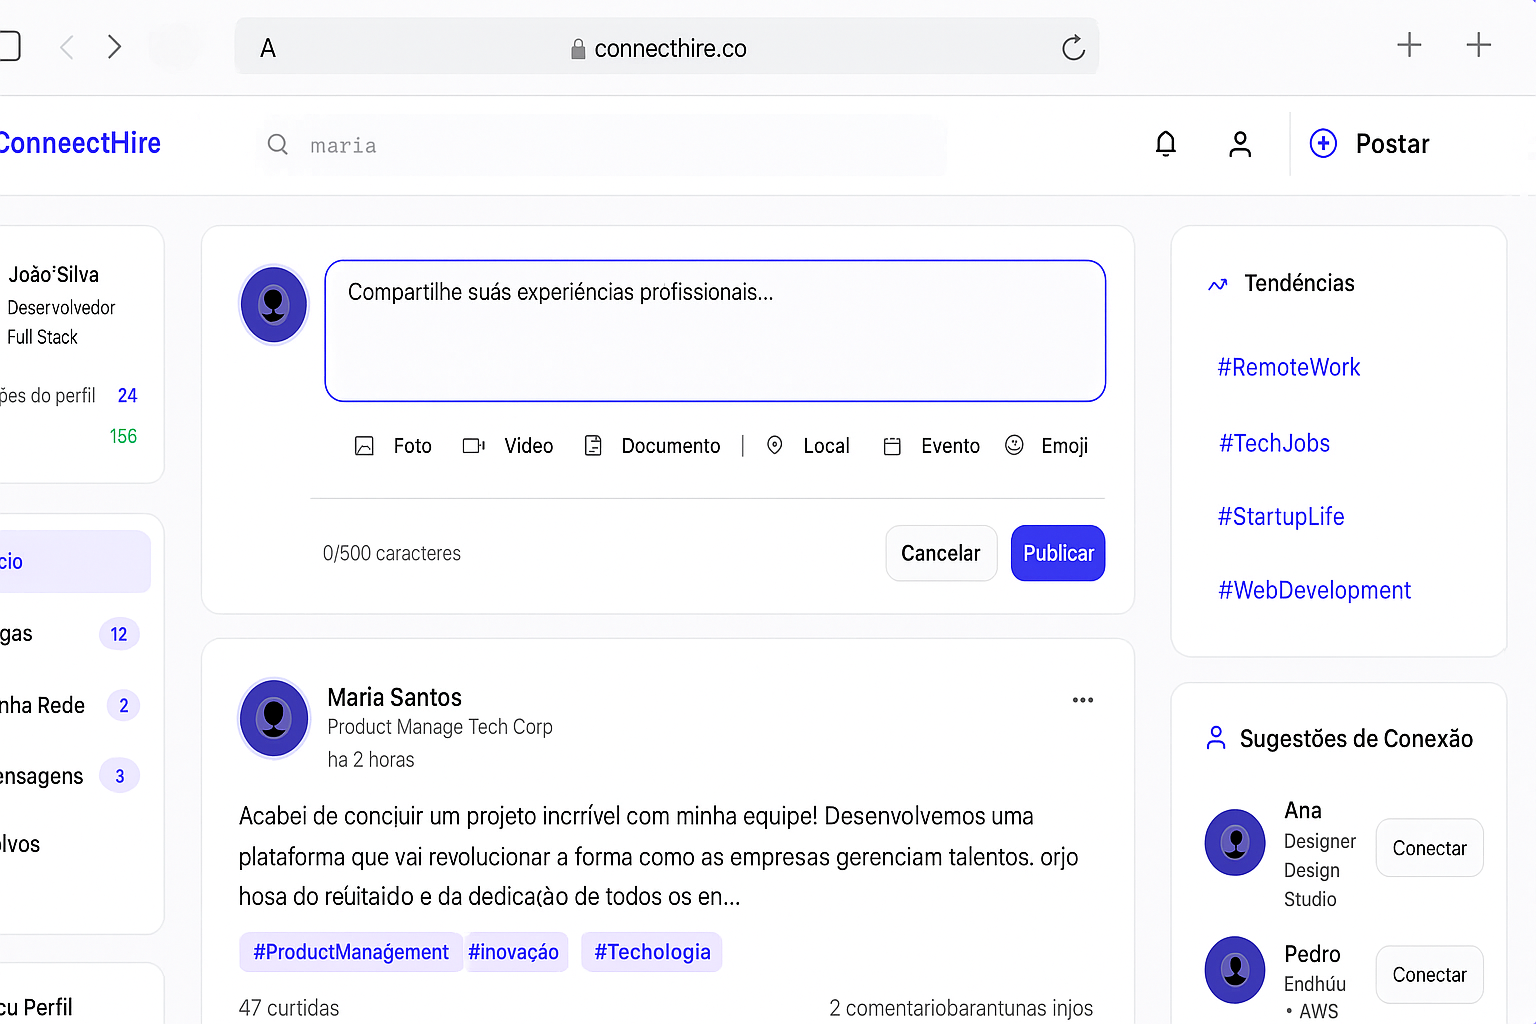 A
connecthire.co
ConneectHire
maria
Postar
João Silva
Deservolvedor
Full Stack
ões do perfil 24
156
cio
gas 12
nha Rede 2
ensagens 3
lvos
cu Perfil
Compartilhe suás experiéncias profissionais...
Foto Video Documento | Local Evento Emoji
0/500 caracteres
Cancelar
Publicar
Maria Santos
Product Manage Tech Corp
ha 2 horas
Acabei de concįuir um projeto incrrível com minha equipe! Desenvolvemos uma
plataforma que vai revolucionar a forma como as empresas gerenciam talentos. orjo
hosa do reúitaido e da dedica(ào de todos os en...
#ProductManaģement #inovaçáo #Techologia
47 curtidas
2 comentariobarantunas injos
Tendéncias
#RemoteWork
#TechJobs
#StartupLife
#WebDevelopment
Sugestões de Conexão
Ana
Designer
Design
Studio
Conectar
Pedro
Endhúu
• AWS
Conectar